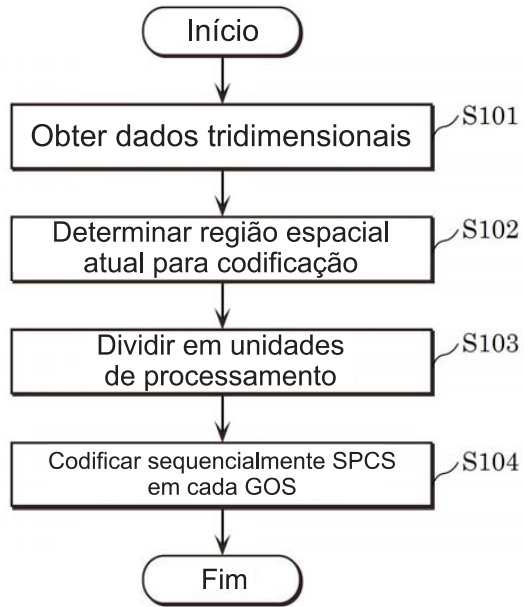 Início
Obter dados tridimensionais
S101
Determinar região espacial
atual para codificação
S102
Dividir em unidades
de processamento
S103
Codificar sequencialmente SPCS
em cada GOS
S104
Fim